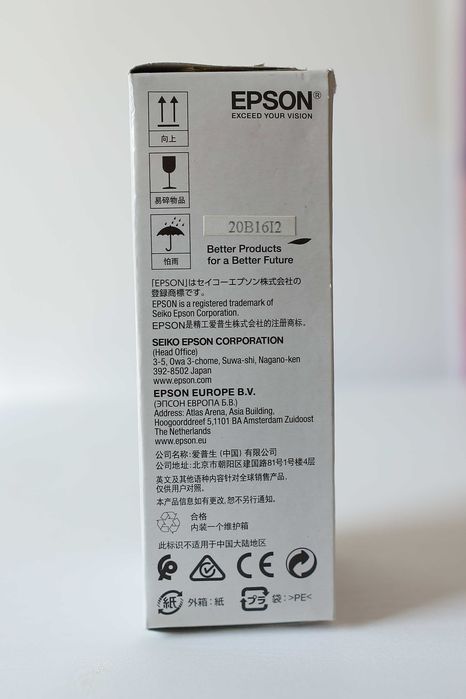 EPSON®
EXCEED YOUR VISION
向上
易碎物品
怕雨
20B16I2
Better Products
for a Better Future
「EPSON」はセイコーエプソン株式会社の
登録商標です。
EPSON is a registered trademark of
Seiko Epson Corporation.
EPSON是精工爱普生株式会社的注册商标。
SEIKO EPSON CORPORATION
(Head Office)
3-5, Owa 3-chome, Suwa-shi, Nagano-ken
392-8502 Japan
www.epson.com
EPSON EUROPE B.V.
(ЭПСОН ЕВРОПА Б.В.)
Address: Atlas Arena, Asia Building,
Hoogoorddreef 5,1101 BA Amsterdam Zuidoost
The Netherlands
www.epson.eu
公司名称:爱普生 (中国) 有限公司
公司地址:北京市朝阳区建国路81号1号楼4层
英文及其他语种内容针对全球销售产品,
仅供用户对照。
本产品信息如有更改,恕不另行通知。
合格
内装一个维护箱
此标识不适用于中国大陆地区
CE
紙 外箱:紙 プラ 袋:>PE<